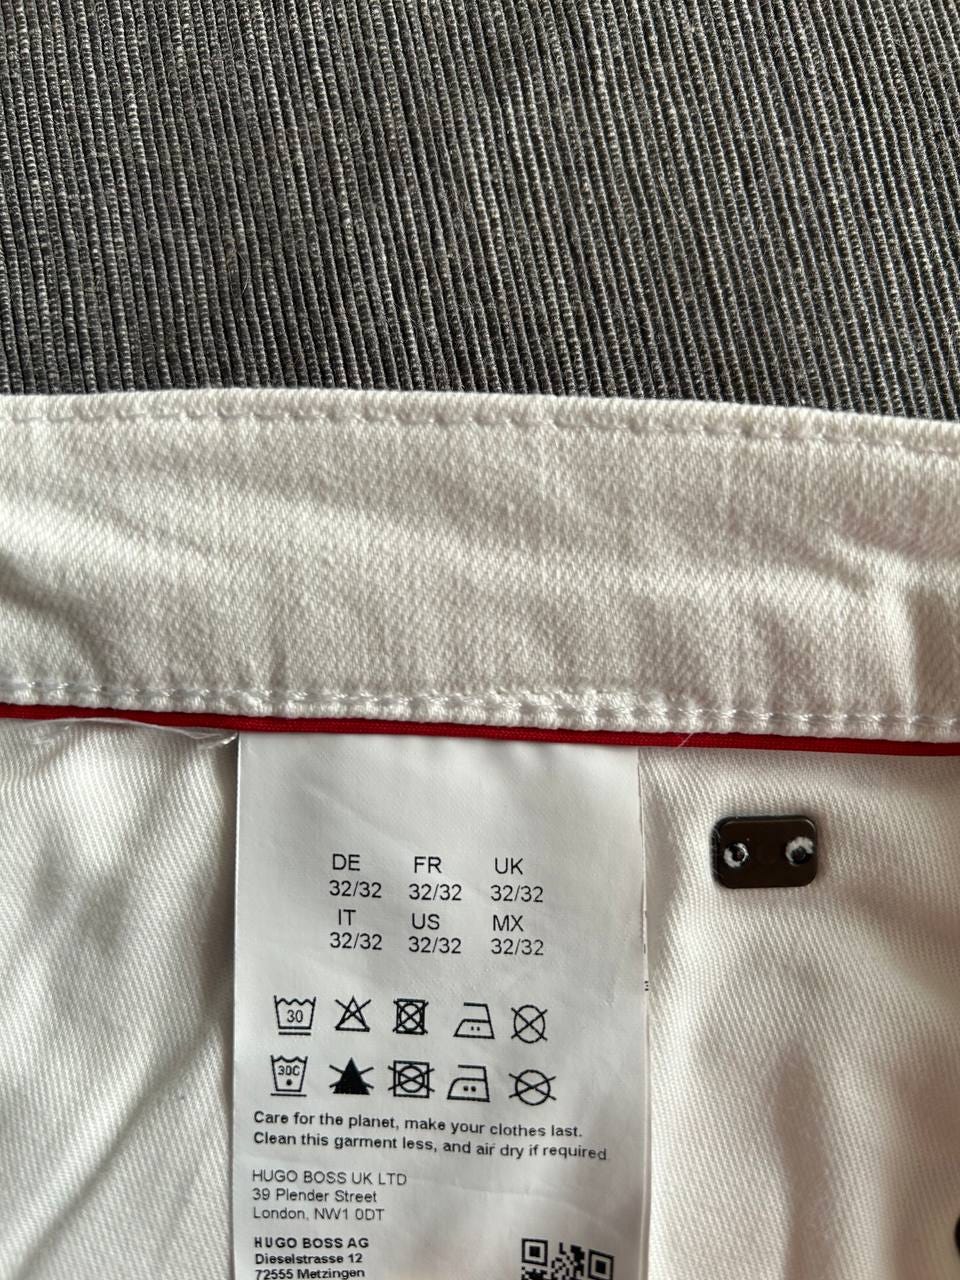 DE FR UK
32/32 32/32 32/32
IT US MX
32/32 32/32 32/32
30
30C
Care for the planet, make your clothes last.
Clean this garment less, and air dry if required
HUGO BOSS UK LTD
39 Plender Street
London, NW1 0DT
HUGO BOSS AG
Dieselstrasse 12
72555 Metzingen